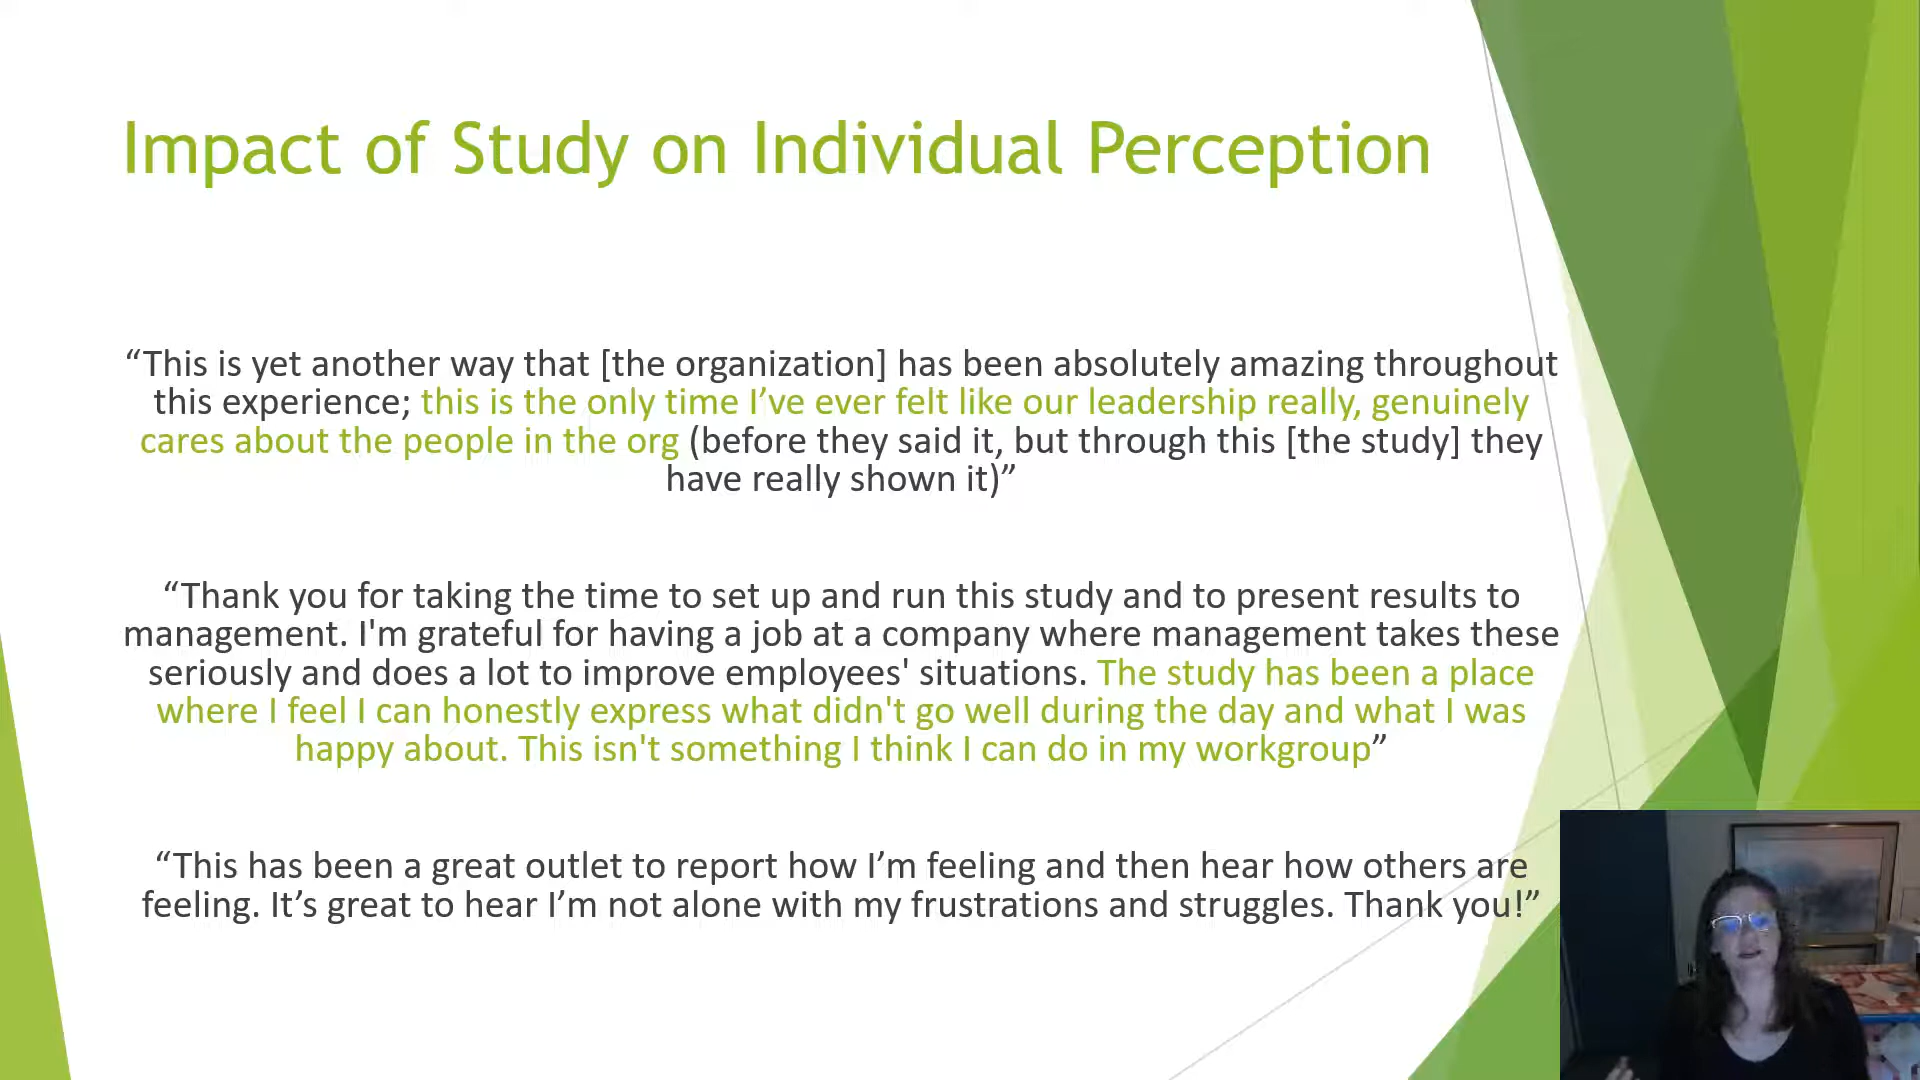 Impact of Study on Individual Perception
“This is yet another way that [the organization] has been absolutely amazing throughout
this experience; this is the only time I’ve ever felt like our leadership really, genuinely
cares about the people in the org (before they said it, but through this [the study] they
have really shown it)”
“Thank you for taking the time to set up and run this study and to present results to
management. I'm grateful for having a job at a company where management takes these
seriously and does a lot to improve employees' situations. The study has been a place
where I feel I can honestly express what didn't go well during the day and what I was
happy about. This isn't something I think I can do in my workgroup”
“This has been a great outlet to report how I’m feeling and then hear how others are
feeling. It’s great to hear I’m not alone with my frustrations and struggles. Thank you!”